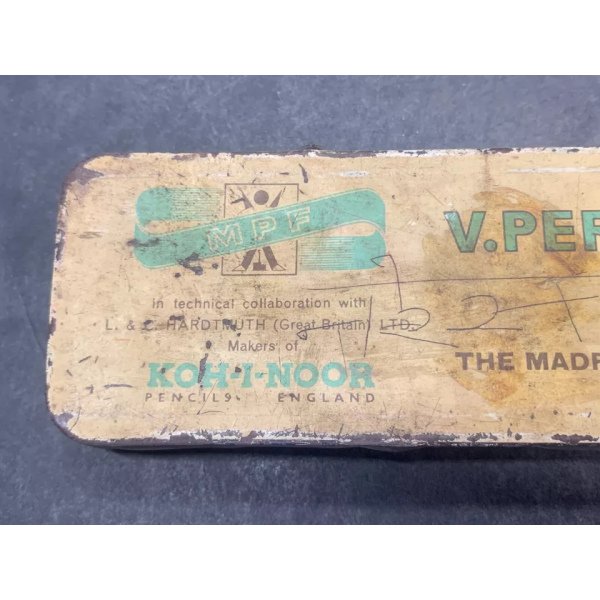 MPF
In technical collaboration with
L. & C. HARDTMUTH (Great Britain) LTD.
Makers of
KOH-I-NOOR
PENCILS ENGLAND
V.PER
THE MADR